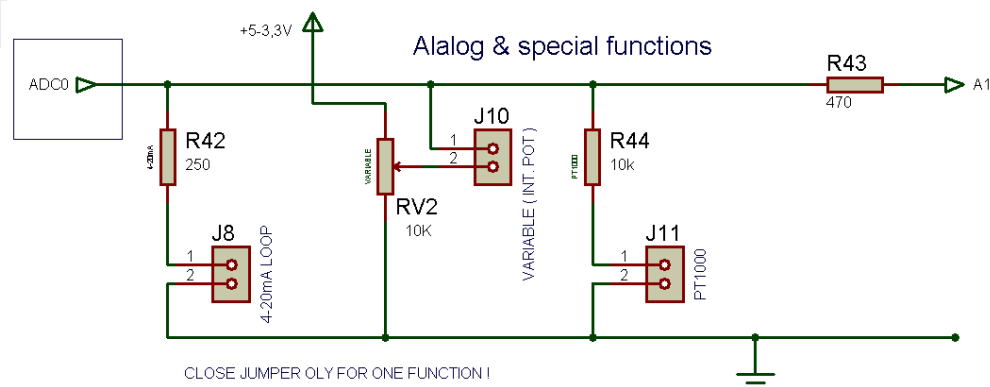 +5-3,3V
Alalog & special functions
ADC0
R43
470
A1
4-20mA
R42
250
VARIABLE
J10
1
2
RV2
10K
VARIABLE ( INT. POT )
PT1000
R44
10k
J8
1
2
4-20mA LOOP
J11
1
2
PT1000
CLOSE JUMPER OLY FOR ONE FUNCTION !